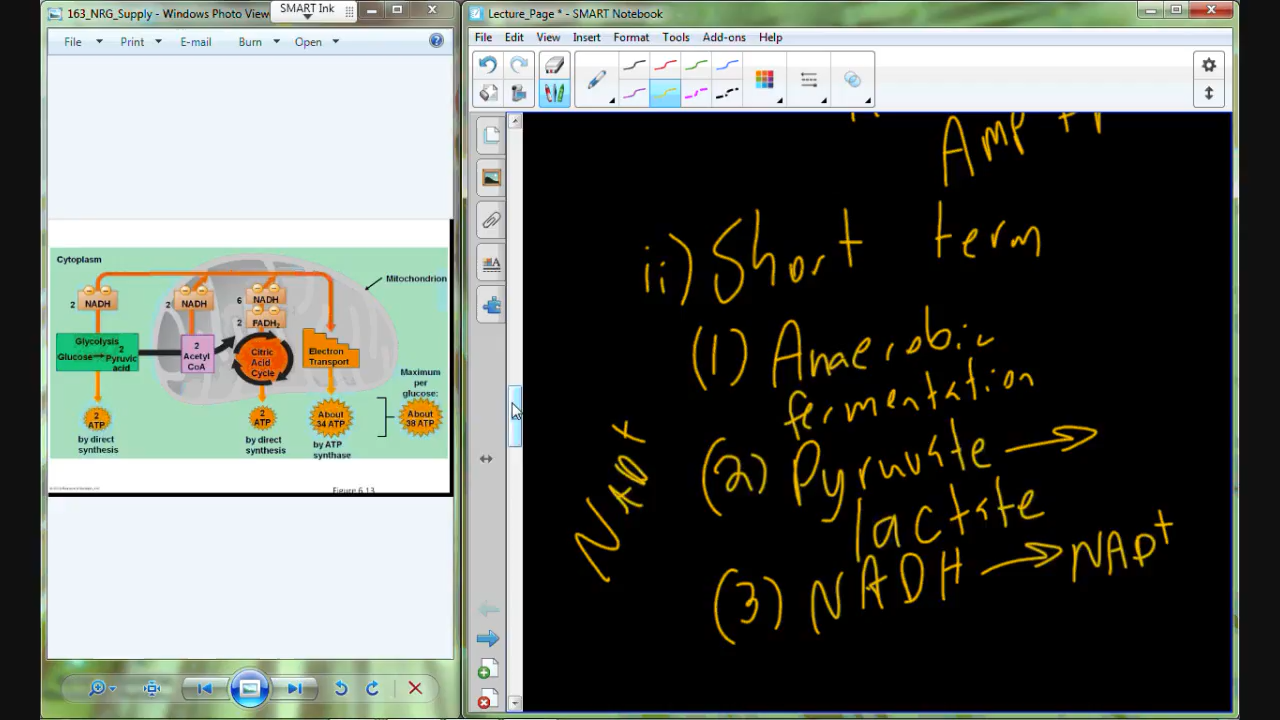 163_NRG_Supply - Windows Photo View
SMART Ink
File Print E-mail Burn Open
Cytoplasm
Mitochondrion
2 NADH
2 NADH
6 NADH
2 FADH₂
Glycolysis
Glucose 2 Pyruvic acid
2 Acetyl CoA
Citric Acid Cycle
Electron Transport
Maximum per glucose:
2 ATP
by direct synthesis
2 ATP
by direct synthesis
About 34 ATP
by ATP synthase
About 38 ATP
Figure 6.13
Lecture_Page * - SMART Notebook
File Edit View Insert Format Tools Add-ons Help
Amp +
ii) Short term
(1) Anaerobic
fermentation
(2) Pyruvate →
lactate
(3) NADH → NAD+
NAD+